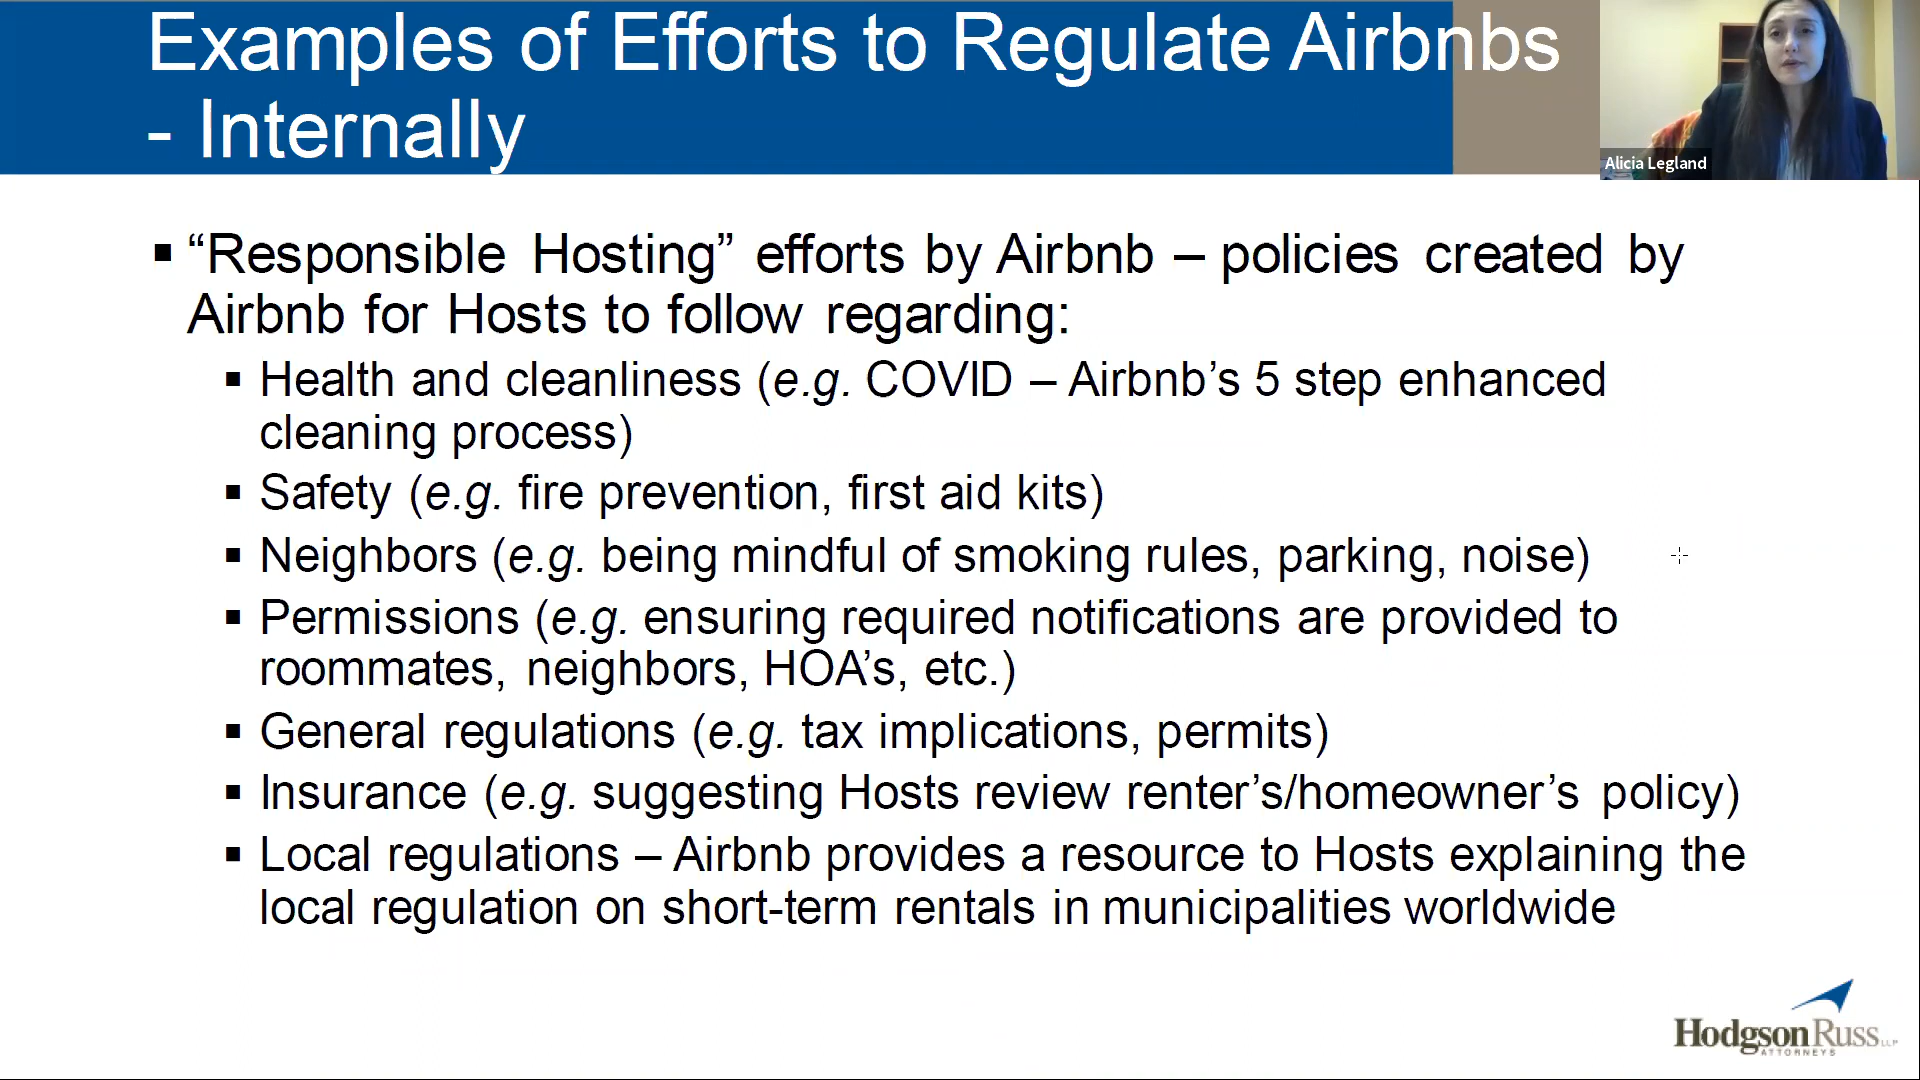 Examples of Efforts to Regulate Airbnbs
- Internally
Alicia Legland
▪ “Responsible Hosting” efforts by Airbnb – policies created by
Airbnb for Hosts to follow regarding:
▪ Health and cleanliness (e.g. COVID – Airbnb’s 5 step enhanced
cleaning process)
▪ Safety (e.g. fire prevention, first aid kits)
▪ Neighbors (e.g. being mindful of smoking rules, parking, noise)
▪ Permissions (e.g. ensuring required notifications are provided to
roommates, neighbors, HOA’s, etc.)
▪ General regulations (e.g. tax implications, permits)
▪ Insurance (e.g. suggesting Hosts review renter’s/homeowner’s policy)
▪ Local regulations – Airbnb provides a resource to Hosts explaining the
local regulation on short-term rentals in municipalities worldwide
HodgsonRuss LLP
ATTORNEYS